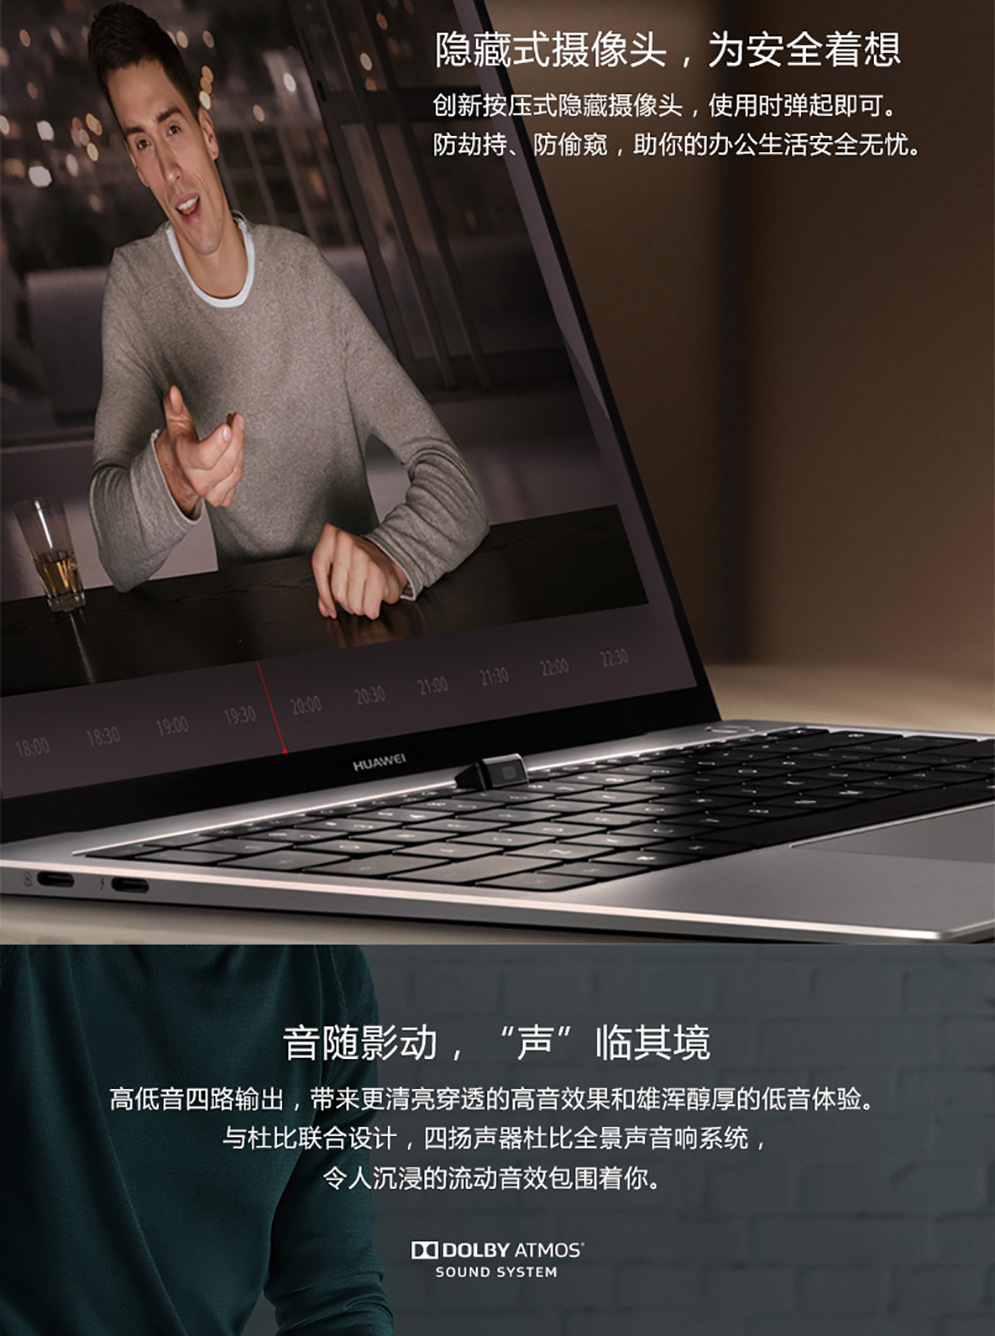 隐藏式摄像头，为安全着想
创新按压式隐藏摄像头，使用时弹起即可。
防劫持、防偷窥，助你的办公生活安全无忧。
18:00 18:30 19:00 19:30 20:00 20:30 21:00 21:30 22:00 22:30
HUAWEI
音随影动，“声”临其境
高低音四路输出，带来更清亮穿透的高音效果和雄浑醇厚的低音体验。
与杜比联合设计，四扬声器杜比全景声音响系统，
令人沉浸的流动音效包围着你。
DOLBY ATMOS®
SOUND SYSTEM